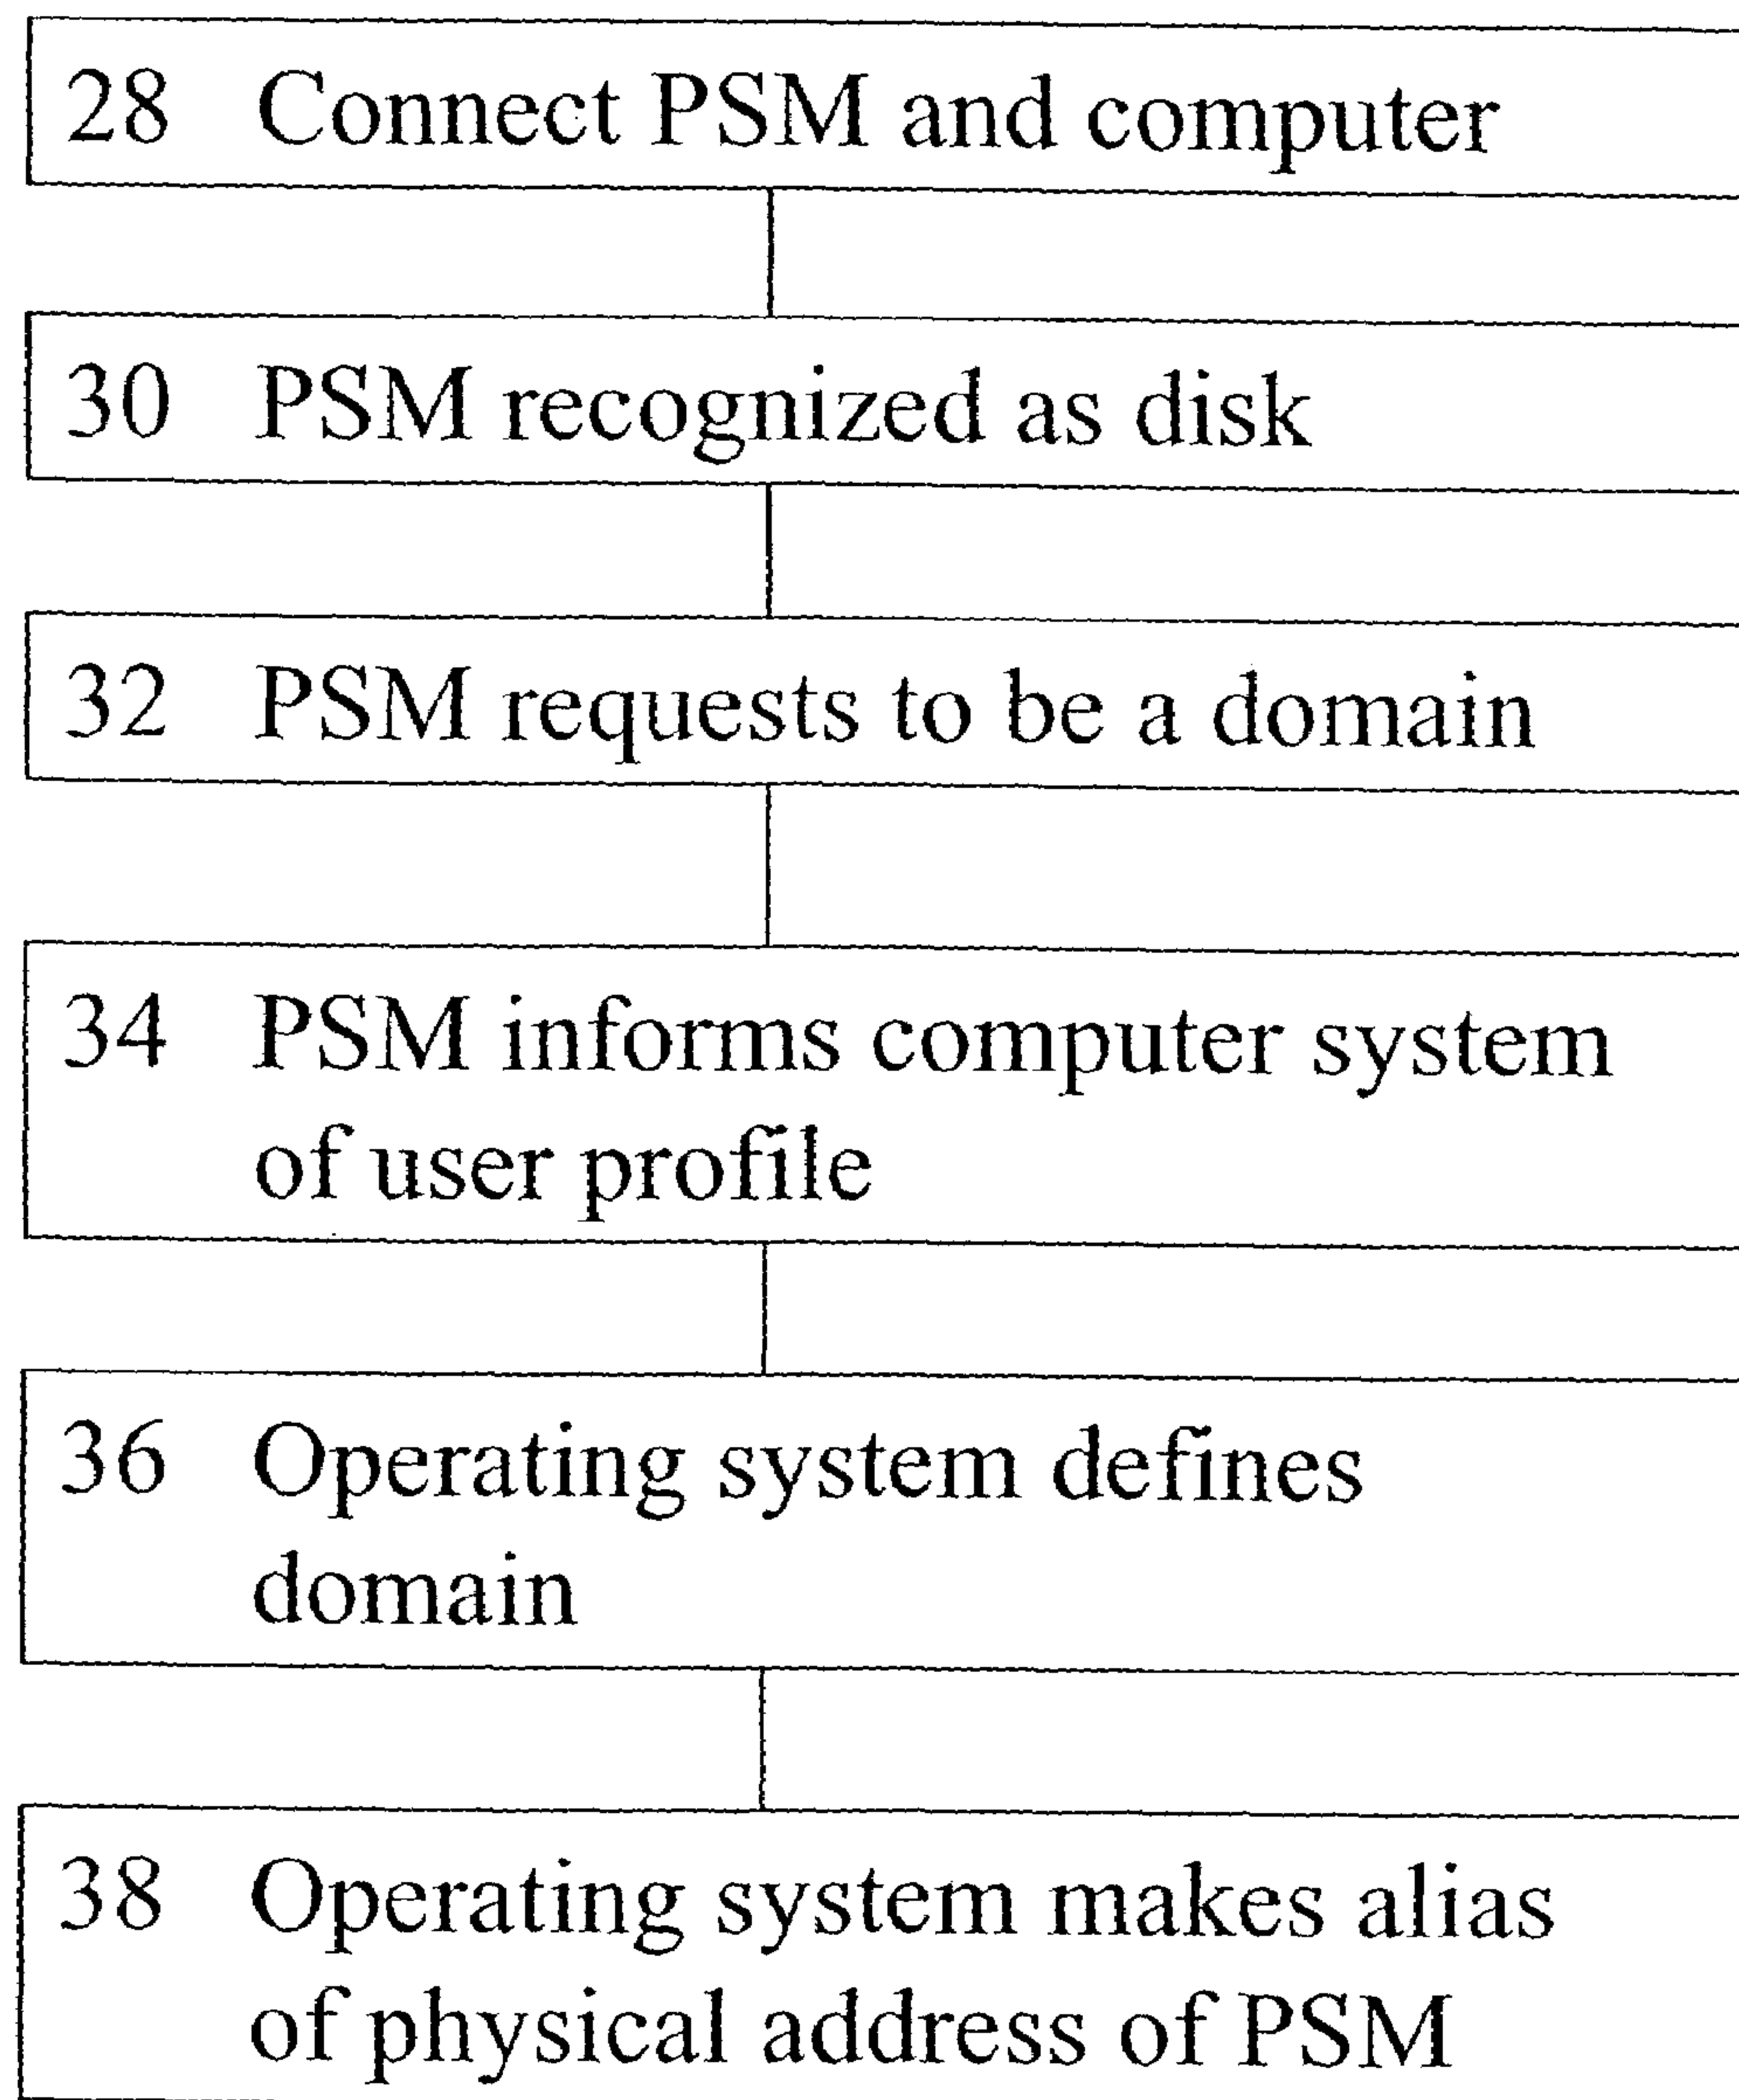 28 Connect PSM and computer
30 PSM recognized as disk
32 PSM requests to be a domain
34 PSM informs computer system
of user profile
36 Operating system defines
domain
38 Operating system makes alias
of physical address of PSM